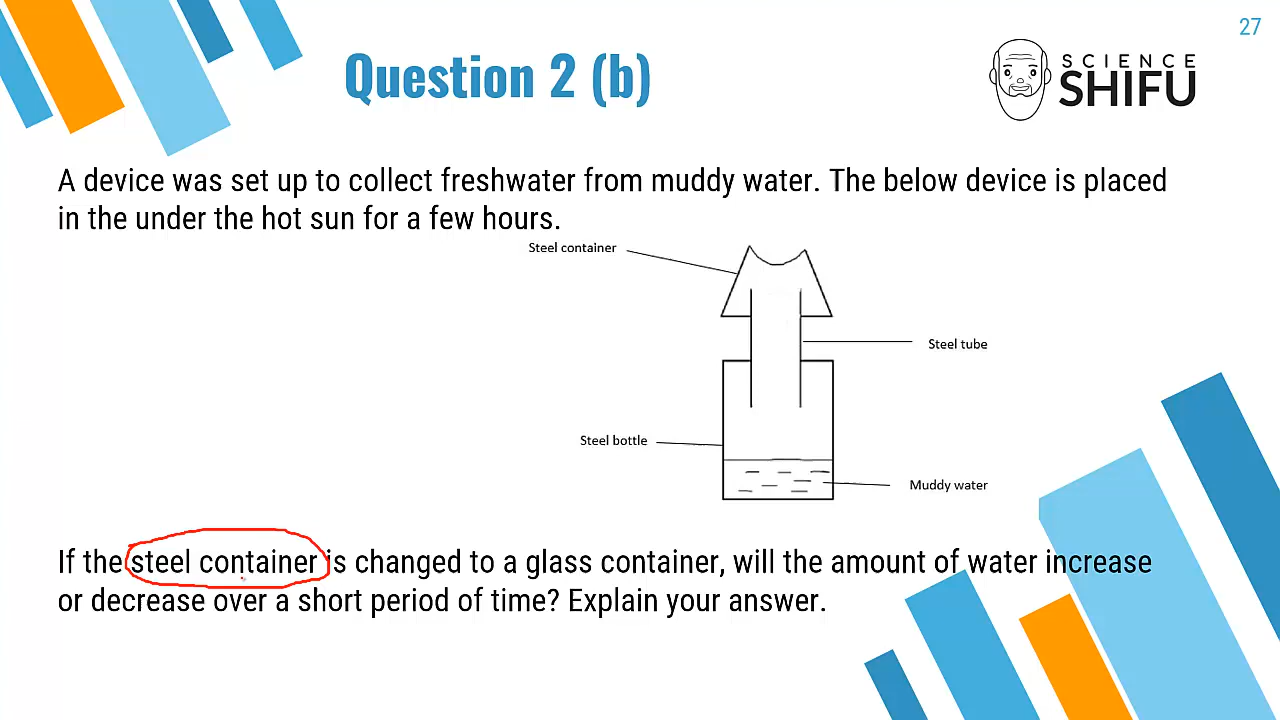 27
Question 2 (b)
SCIENCE
SHIFU
A device was set up to collect freshwater from muddy water. The below device is placed
in the under the hot sun for a few hours.
Steel container
Steel tube
Steel bottle
Muddy water
If the steel container is changed to a glass container, will the amount of water increase
or decrease over a short period of time? Explain your answer.